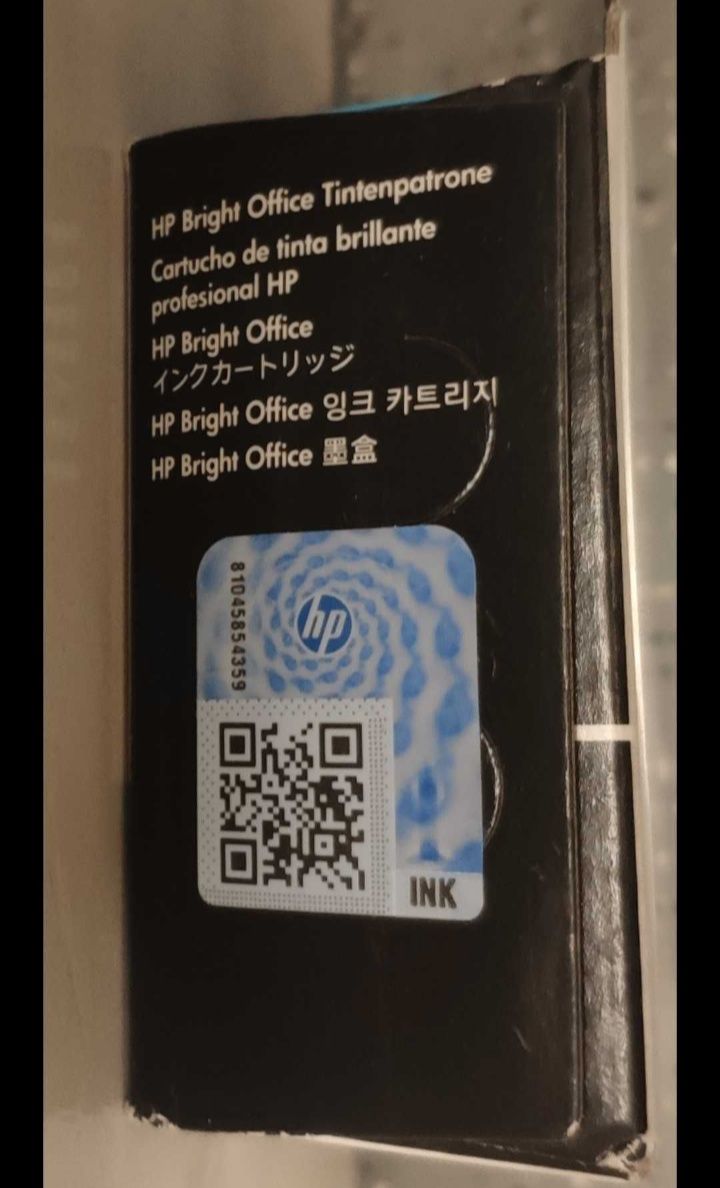 HP Bright Office Tintenpatrone
Cartucho de tinta brillante
profesional HP
HP Bright Office
インクカートリッジ
HP Bright Office 잉크 카트리지
HP Bright Office 墨盒
81045854359
hp
INK